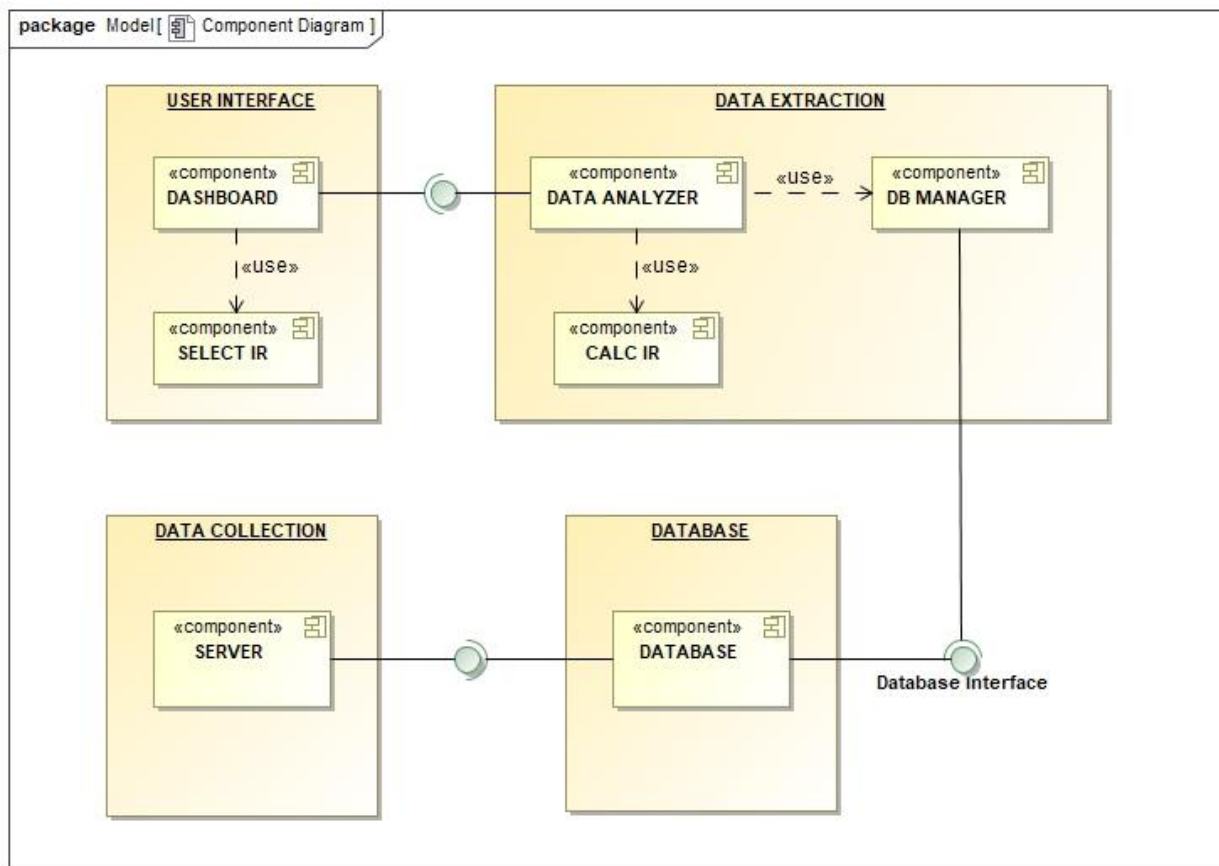 package Model[ Component Diagram ]
USER INTERFACE
«component»
DASHBOARD
«use»
«component»
SELECT IR
DATA EXTRACTION
«component»
DATA ANALYZER
«use»
«component»
DB MANAGER
«use»
«component»
CALC IR
DATA COLLECTION
«component»
SERVER
DATABASE
«component»
DATABASE
Database Interface